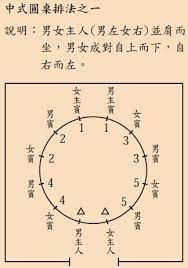 中式圓桌排法之一
說明：男女主人(男左女右)並肩而
坐，男女成對自上而下，自
右而左。
女主賓
男主賓
男賓
女賓
1
1
2
3
女賓
男賓
2
3
男賓
女賓
4
5
女賓
男賓
4
5
男主人
女主人